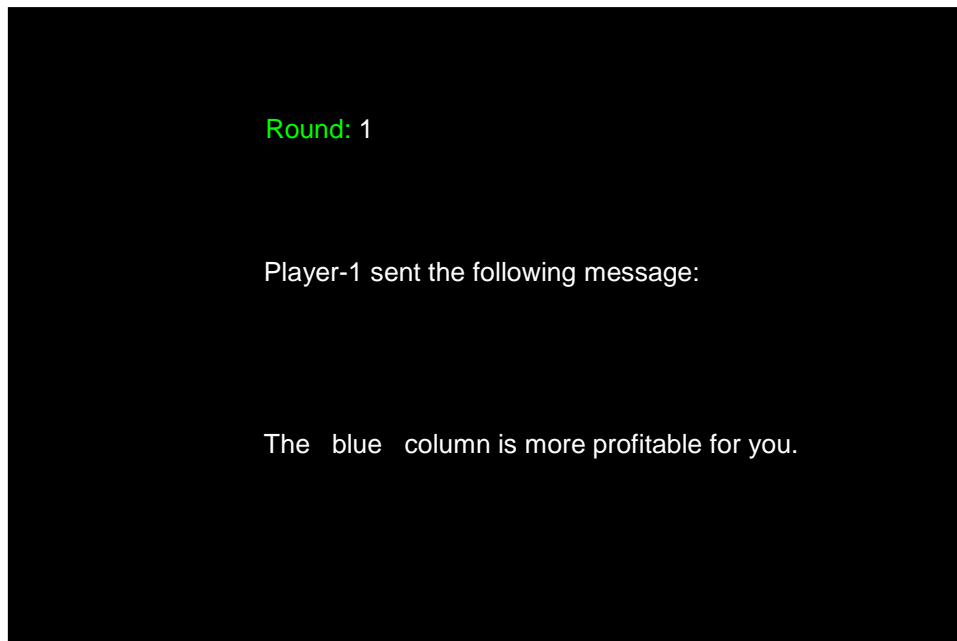 Round: 1
Player-1 sent the following message:
The blue column is more profitable for you.